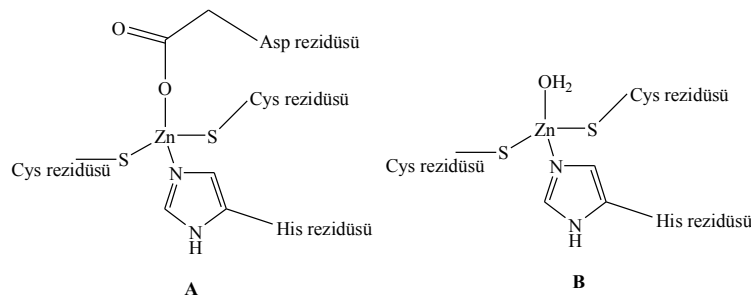 O
Asp rezidüsü
O
Cys rezidüsü
Zn
S
S
Cys rezidüsü
N
N
H
His rezidüsü
A
OH2
Cys rezidüsü
Zn
S
S
Cys rezidüsü
N
N
H
His rezidüsü
B